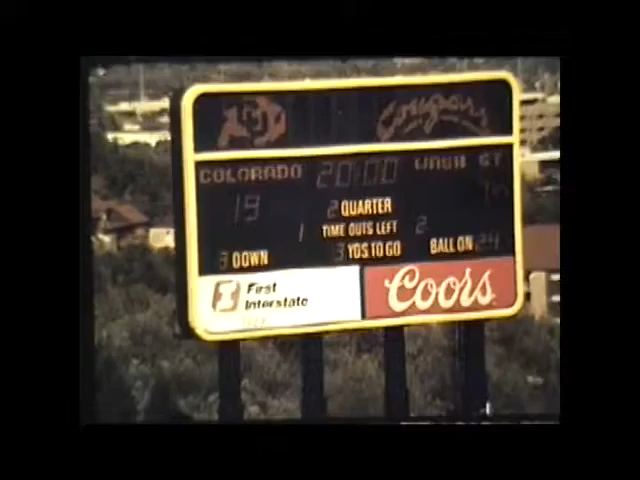 CU
Cougars
COLORADO 20:00 WASH ST
19
2 QUARTER
1 TIME OUTS LEFT 2
3 DOWN 3 YDS TO GO BALL ON 24
First
Interstate
Coors